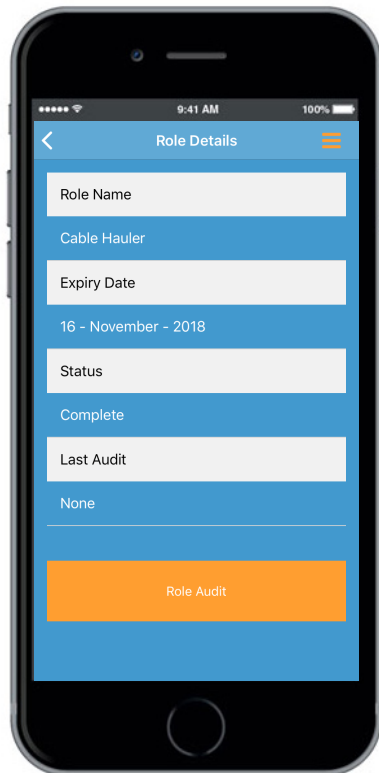 9:41 AM
100%
Role Details
Role Name
Cable Hauler
Expiry Date
16 - November - 2018
Status
Complete
Last Audit
None
Role Audit